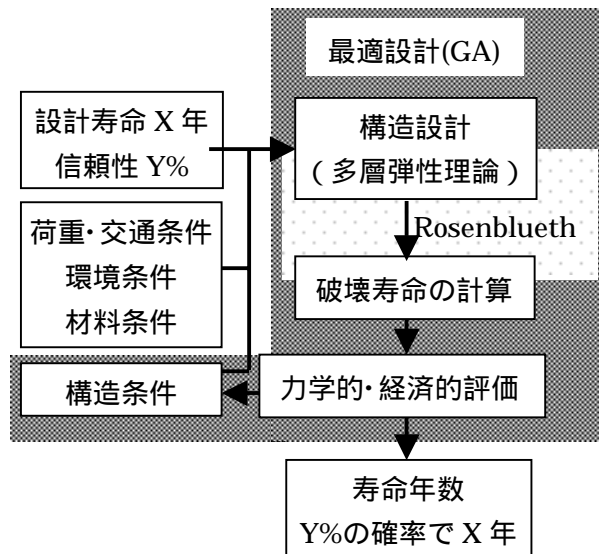 最適設計(GA)
設計寿命 X 年
信頼性 Y%
構造設計
(多層弾性理論)
荷重・交通条件
環境条件
材料条件
Rosenblueth
破壊寿命の計算
構造条件
力学的・経済的評価
寿命年数
Y%の確率で X 年